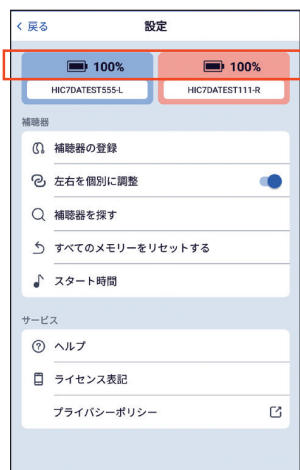 < 戻る 設定
100% 100%
HIC7DATEST555-L HIC7DATEST111-R
補聴器
補聴器の登録
左右を個別に調整
補聴器を探す
すべてのメモリーをリセットする
スタート時間
サービス
ヘルプ
ライセンス表記
プライバシーポリシー